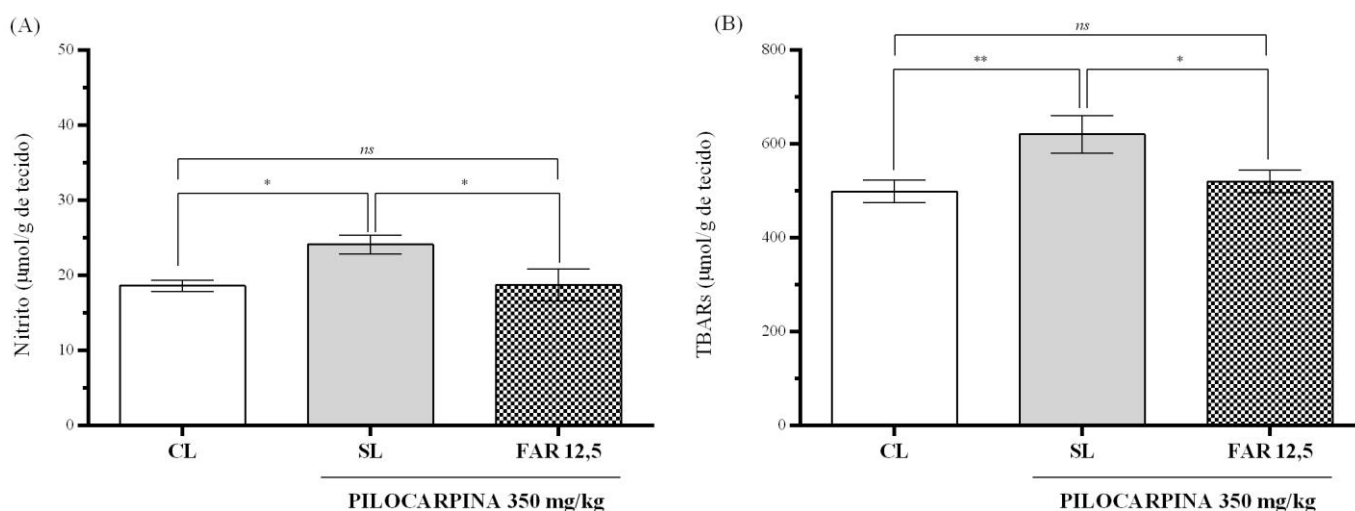 (A)
50
40
30
20
10
0
Nitrito (µmol/g de tecido)
ns
*
*
CL
SL
FAR 12,5
PILOCARPINA 350 mg/kg
(B)
800
600
400
200
0
TBARs (µmol/g de tecido)
ns
**
*
CL
SL
FAR 12,5
PILOCARPINA 350 mg/kg